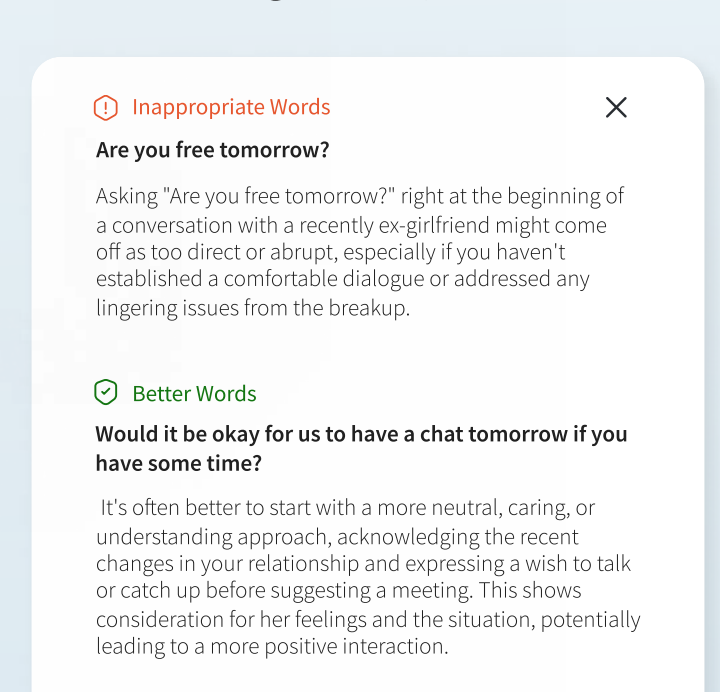 Inappropriate Words
Are you free tomorrow?
Asking "Are you free tomorrow?" right at the beginning of
a conversation with a recently ex-girlfriend might come
off as too direct or abrupt, especially if you haven't
established a comfortable dialogue or addressed any
lingering issues from the breakup.
Better Words
Would it be okay for us to have a chat tomorrow if you
have some time?
It's often better to start with a more neutral, caring, or
understanding approach, acknowledging the recent
changes in your relationship and expressing a wish to talk
or catch up before suggesting a meeting. This shows
consideration for her feelings and the situation, potentially
leading to a more positive interaction.